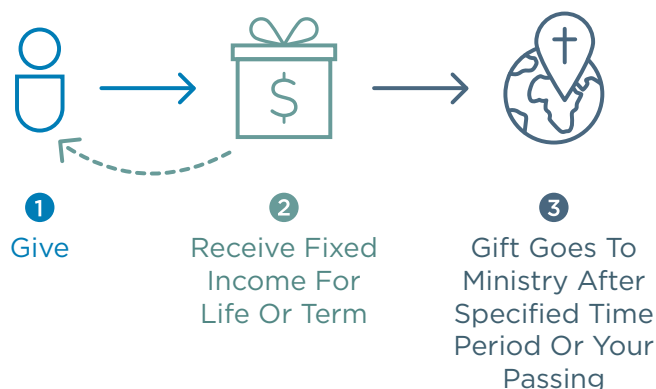 $
1
Give
2
Receive Fixed
Income For
Life Or Term
3
Gift Goes To
Ministry After
Specified Time
Period Or Your
Passing